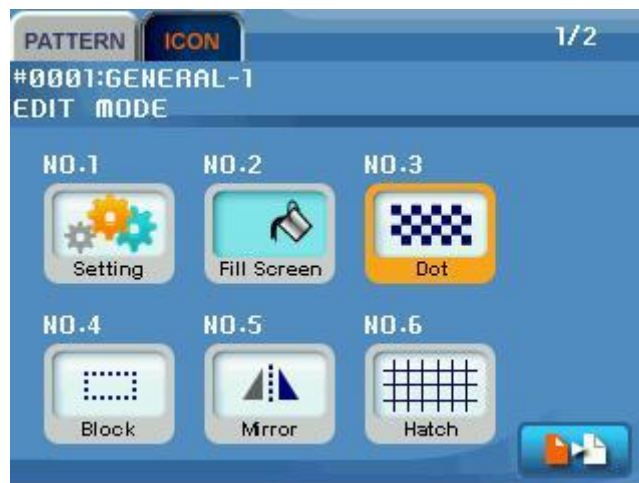 PATTERN ICON 1/2
#0001:GENERAL-1
EDIT MODE
NO.1 NO.2 NO.3
Setting Fill Screen Dot
NO.4 NO.5 NO.6
Block Mirror Hatch